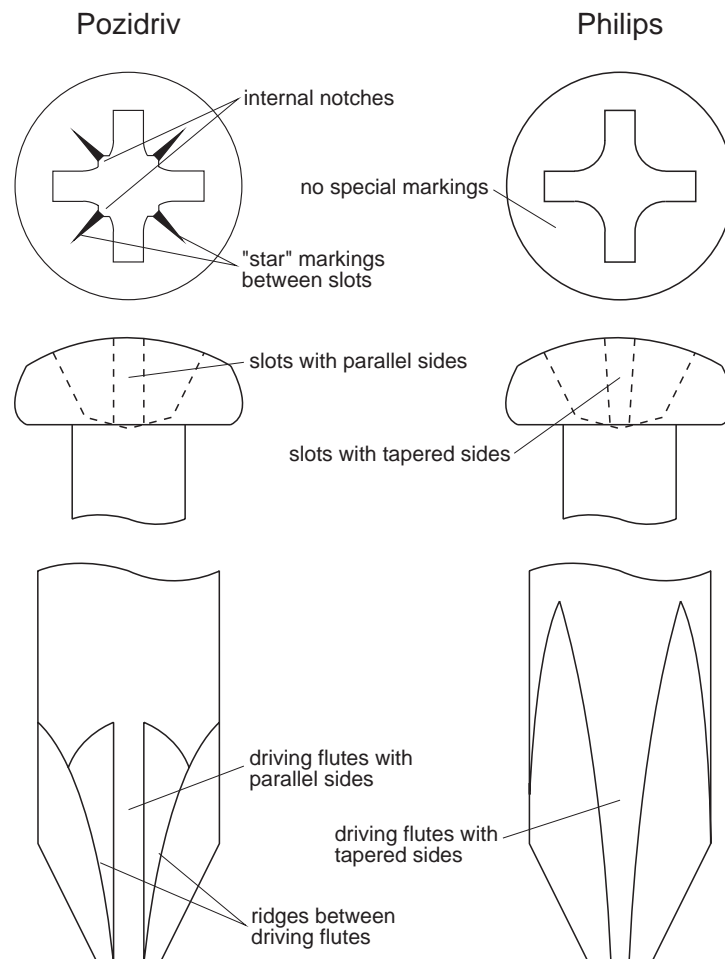 Pozidriv
Philips
internal notches
no special markings
"star" markings
between slots
slots with parallel sides
slots with tapered sides
driving flutes with
parallel sides
driving flutes with
tapered sides
ridges between
driving flutes